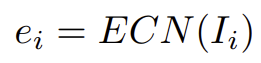 e_i = ECN(I_i)